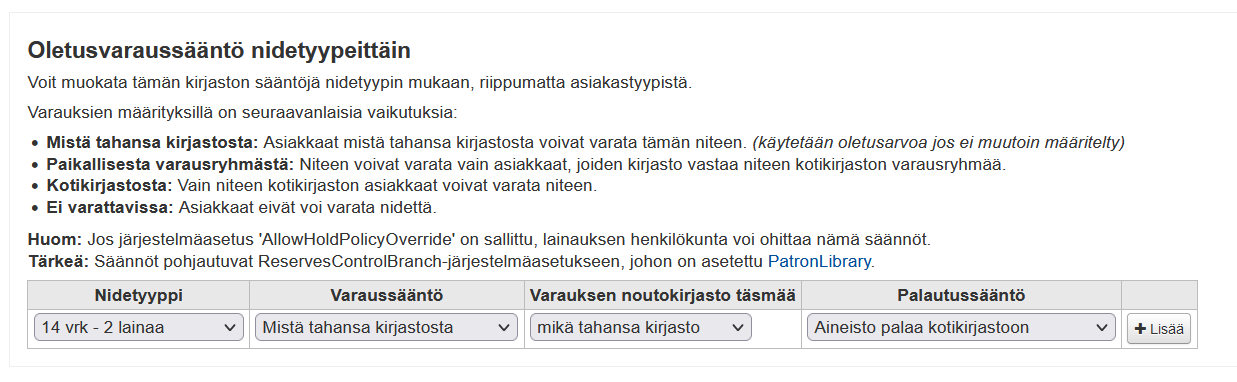 Oletusvaraussääntö nidetyypeittäin
Voit muokata tämän kirjaston sääntöjä nidetyypin mukaan, riippumatta asiakastyypistä.
Varauksien määrityksillä on seuraavanlaisia vaikutuksia:
• Mistä tahansa kirjastosta: Asiakkaat mistä tahansa kirjastosta voivat varata tämän niteen. (käytetään oletusarvoa jos ei muutoin määritelty)
• Paikallisesta varausryhmästä: Niteen voivat varata vain asiakkaat, joiden kirjasto vastaa niteen kotikirjaston varausryhmää.
• Kotikirjastosta: Vain niteen kotikirjaston asiakkaat voivat varata niteen.
• Ei varattavissa: Asiakkaat eivät voi varata nidettä.
Huom: Jos järjestelmäasetus 'AllowHoldPolicyOverride' on sallittu, lainauksen henkilökunta voi ohittaa nämä säännöt.
Tärkeä: Säännöt pohjautuvat ReservesControlBranch-järjestelmäasetukseen, johon on asetettu PatronLibrary.
Nidetyyppi Varaussääntö Varauksen noutokirjasto täsmää Palautussääntö
14 vrk - 2 lainaa Mistä tahansa kirjastosta mikä tahansa kirjasto Aineisto palaa kotikirjastoon + Lisää